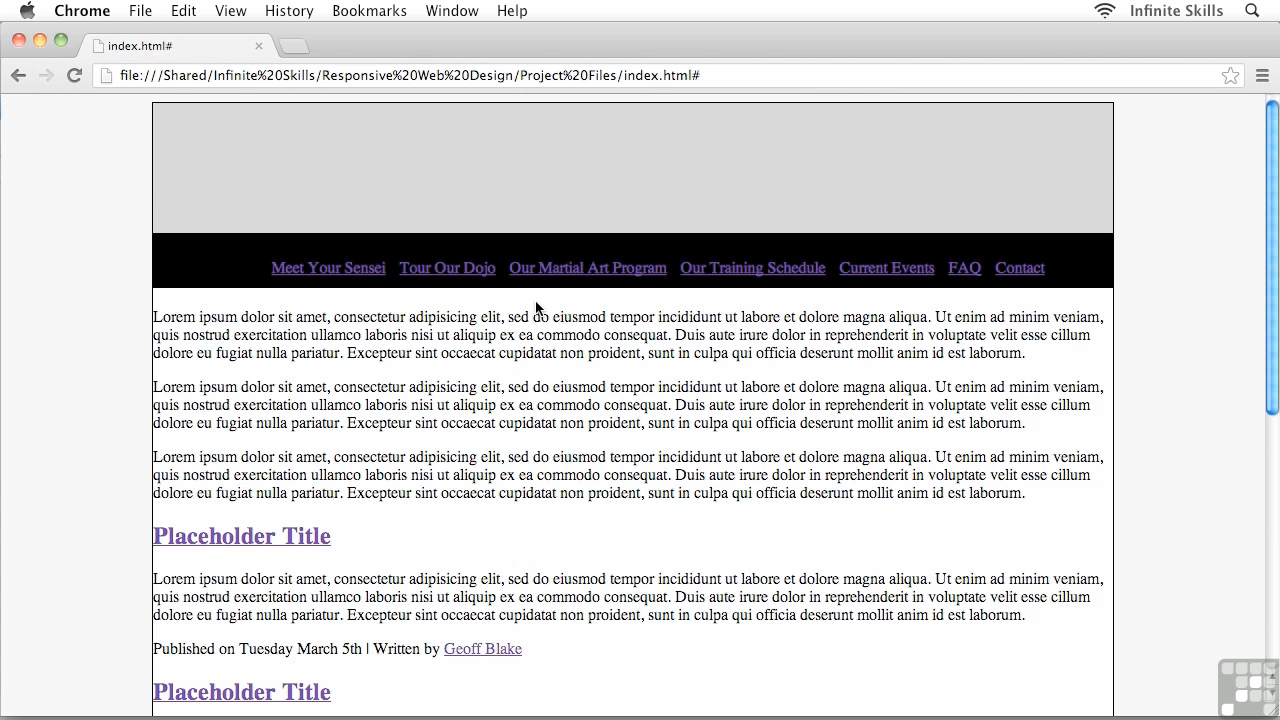 Chrome File Edit View History Bookmarks Window Help Infinite Skills
index.html#
file:///Shared/Infinite%20Skills/Responsive%20Web%20Design/Project%20Files/index.html#
Meet Your Sensei Tour Our Dojo Our Martial Art Program Our Training Schedule Current Events FAQ Contact
Lorem ipsum dolor sit amet, consectetur adipisicing elit, sed do eiusmod tempor incididunt ut labore et dolore magna aliqua. Ut enim ad minim veniam,
quis nostrud exercitation ullamco laboris nisi ut aliquip ex ea commodo consequat. Duis aute irure dolor in reprehenderit in voluptate velit esse cillum
dolore eu fugiat nulla pariatur. Excepteur sint occaecat cupidatat non proident, sunt in culpa qui officia deserunt mollit anim id est laborum.
Lorem ipsum dolor sit amet, consectetur adipisicing elit, sed do eiusmod tempor incididunt ut labore et dolore magna aliqua. Ut enim ad minim veniam,
quis nostrud exercitation ullamco laboris nisi ut aliquip ex ea commodo consequat. Duis aute irure dolor in reprehenderit in voluptate velit esse cillum
dolore eu fugiat nulla pariatur. Excepteur sint occaecat cupidatat non proident, sunt in culpa qui officia deserunt mollit anim id est laborum.
Lorem ipsum dolor sit amet, consectetur adipisicing elit, sed do eiusmod tempor incididunt ut labore et dolore magna aliqua. Ut enim ad minim veniam,
quis nostrud exercitation ullamco laboris nisi ut aliquip ex ea commodo consequat. Duis aute irure dolor in reprehenderit in voluptate velit esse cillum
dolore eu fugiat nulla pariatur. Excepteur sint occaecat cupidatat non proident, sunt in culpa qui officia deserunt mollit anim id est laborum.
Placeholder Title
Lorem ipsum dolor sit amet, consectetur adipisicing elit, sed do eiusmod tempor incididunt ut labore et dolore magna aliqua. Ut enim ad minim veniam,
quis nostrud exercitation ullamco laboris nisi ut aliquip ex ea commodo consequat. Duis aute irure dolor in reprehenderit in voluptate velit esse cillum
dolore eu fugiat nulla pariatur. Excepteur sint occaecat cupidatat non proident, sunt in culpa qui officia deserunt mollit anim id est laborum.
Published on Tuesday March 5th | Written by Geoff Blake
Placeholder Title